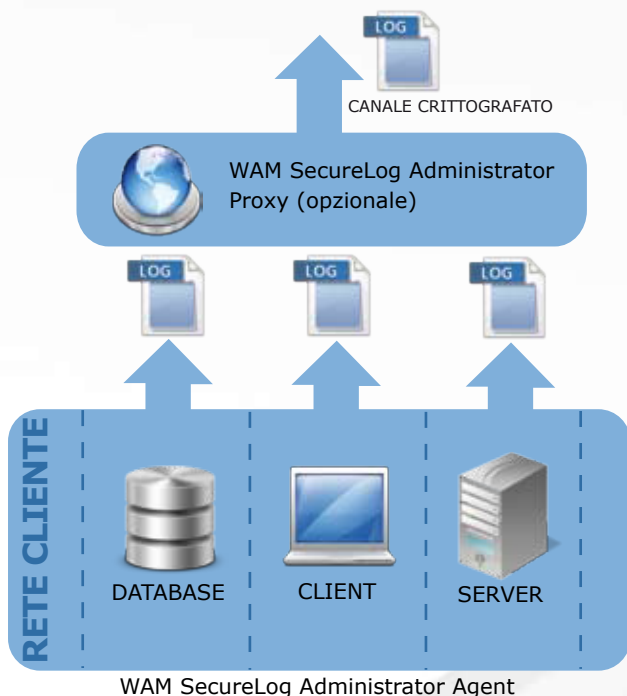 LOG
CANALE CRITTOGRAFATO
WAM SecureLog Administrator
Proxy (opzionale)
LOG
LOG
LOG
RETE CLIENTE
DATABASE
CLIENT
SERVER
WAM SecureLog Administrator Agent